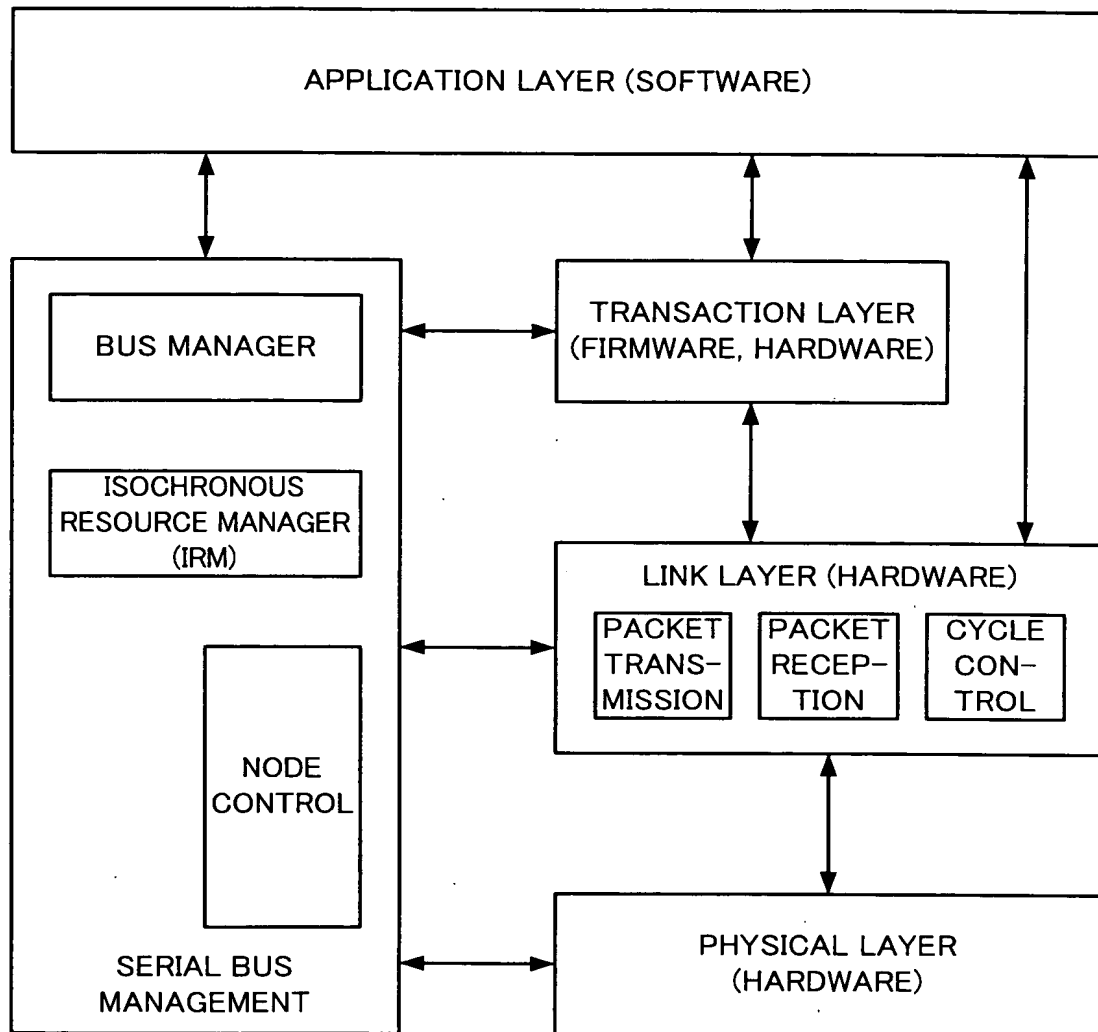 APPLICATION LAYER (SOFTWARE)
BUS MANAGER
TRANSACTION LAYER
(FIRMWARE, HARDWARE)
ISOCHRONOUS
RESOURCE MANAGER
(IRM)
LINK LAYER (HARDWARE)
PACKET
TRANS-
MISSION
PACKET
RECEP-
TION
CYCLE
CON-
TROL
NODE
CONTROL
SERIAL BUS
MANAGEMENT
PHYSICAL LAYER
(HARDWARE)